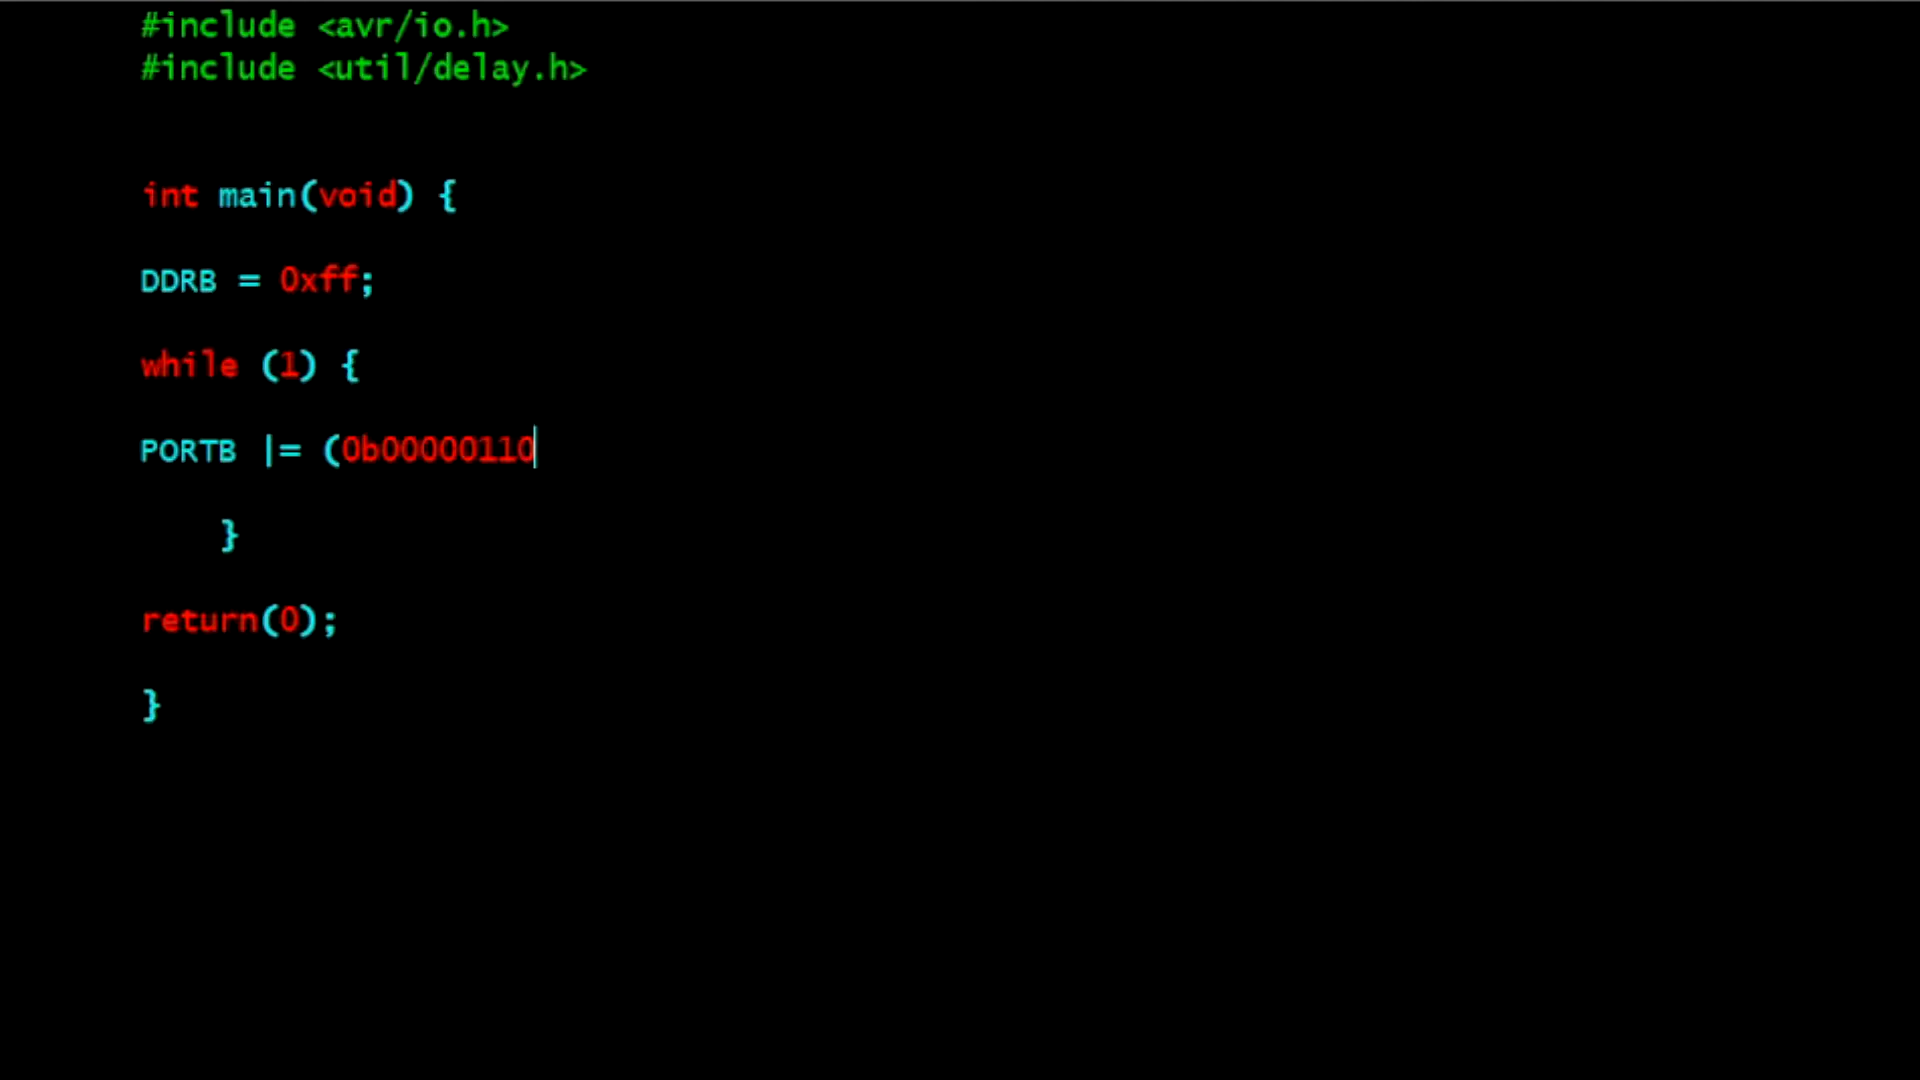 #include <avr/io.h>
#include <util/delay.h>
int main(void) {
DDRB = 0xff;
while (1) {
PORTB |= (0b00000110
}
return(0);
}